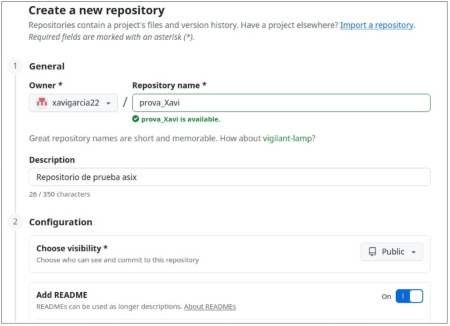 Create a new repository
Repositories contain a project's files and version history. Have a project elsewhere? Import a repository.
Required fields are marked with an asterisk (*).
1 General
Owner * Repository name *
xavigarcia22 / prova_Xavi
prova_Xavi is available.
Great repository names are short and memorable. How about vigilant-lamp?
Description
Repositorio de prueba asix
26 / 350 characters
2 Configuration
Choose visibility * Public
Choose who can see and commit to this repository
Add README On
READMEs can be used as longer descriptions. About READMEs